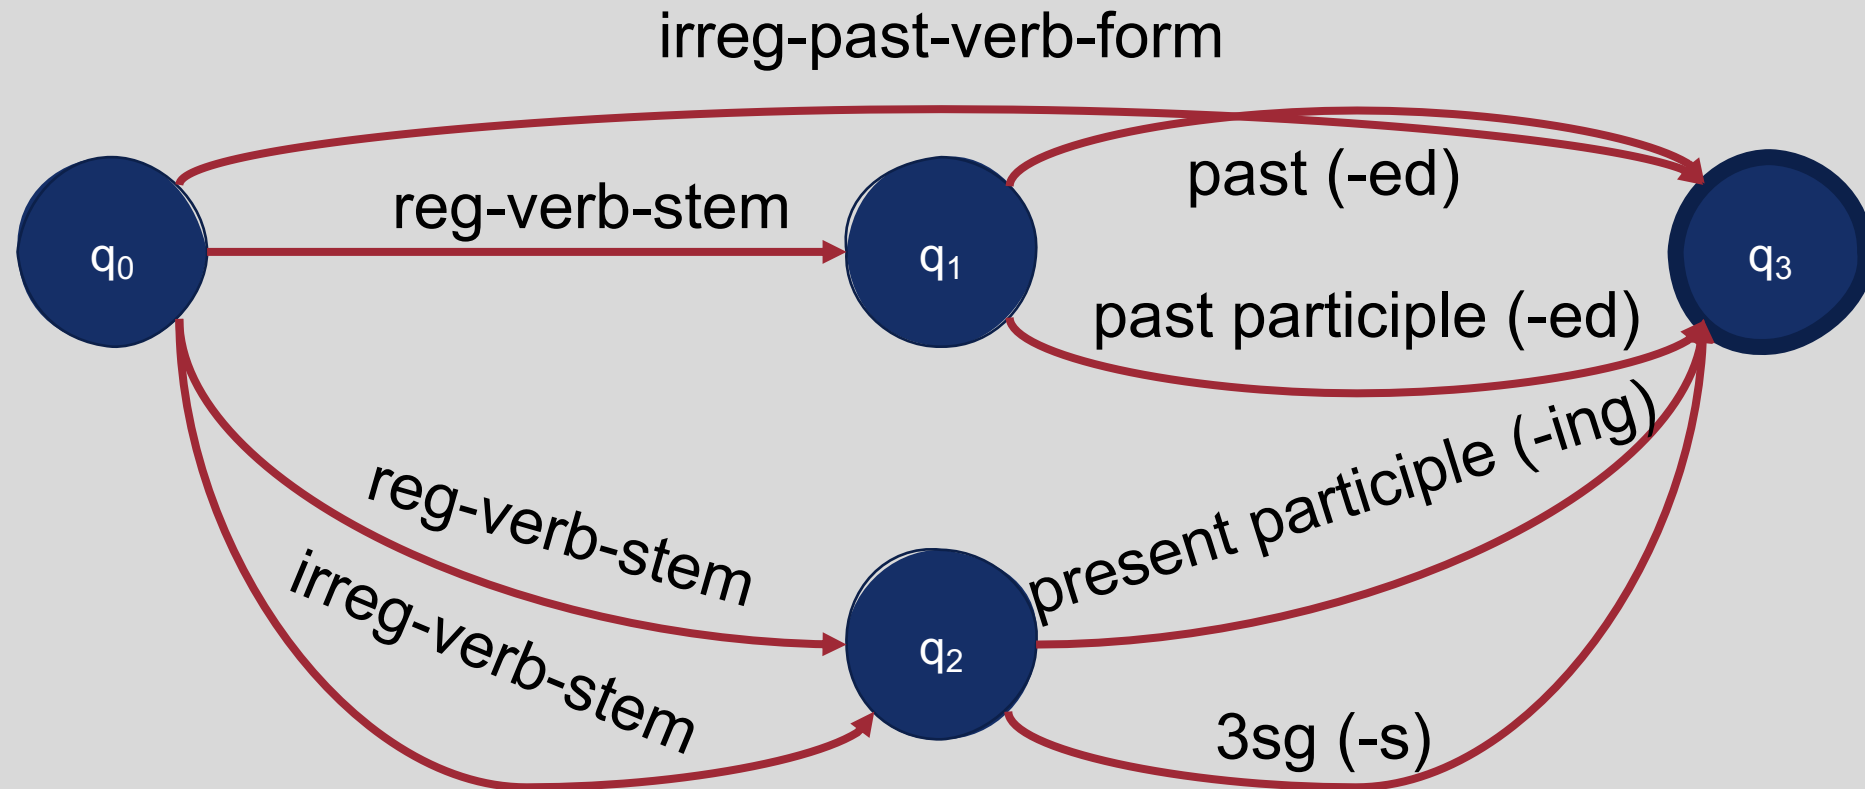 irreg-past-verb-form
past (-ed)
reg-verb-stem
q0
q1
q3
past participle (-ed)
present participle (-ing)
reg-verb-stem
irreg-verb-stem
q2
3sg (-s)